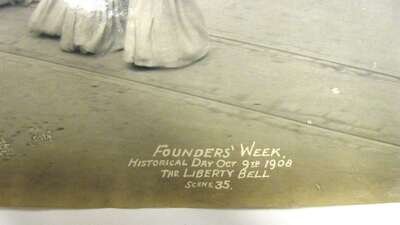 FOUNDERS' WEEK,
HISTORICAL DAY OCT 9TH 1908
THE LIBERTY BELL
SCENE 35.